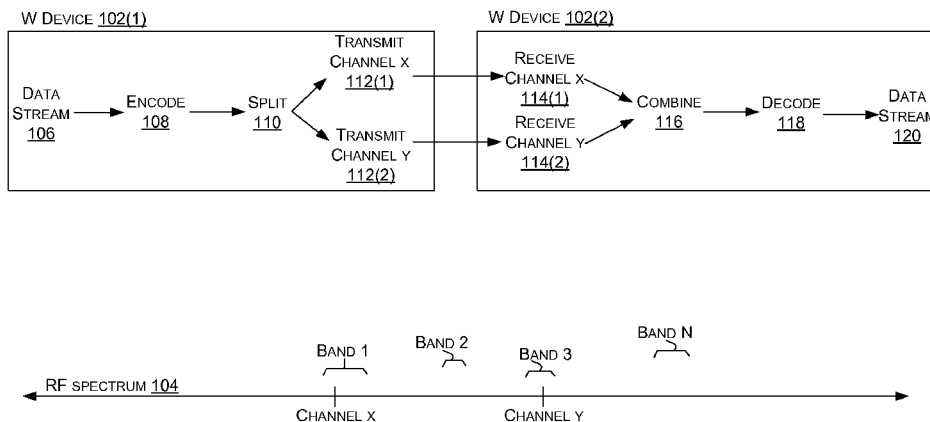 W DEVICE 102(1)
W DEVICE 102(2)
DATA
STREAM
106
ENCODE
108
SPLIT
110
TRANSMIT
CHANNEL X
112(1)
TRANSMIT
CHANNEL Y
112(2)
RECEIVE
CHANNEL X
114(1)
RECEIVE
CHANNEL Y
114(2)
COMBINE
116
DECODE
118
DATA
STREAM
120
BAND 1
BAND 2
BAND 3
BAND N
RF SPECTRUM 104
CHANNEL X
CHANNEL Y